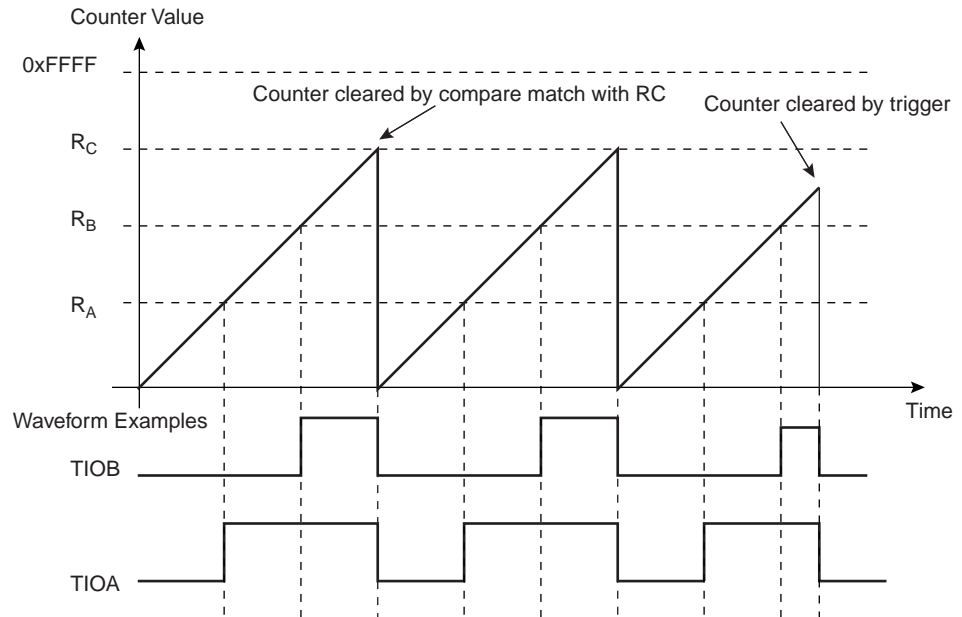 Counter Value
0xFFFF
Counter cleared by compare match with RC
Counter cleared by trigger
RC
RB
RA
Time
Waveform Examples
TIOB
TIOA